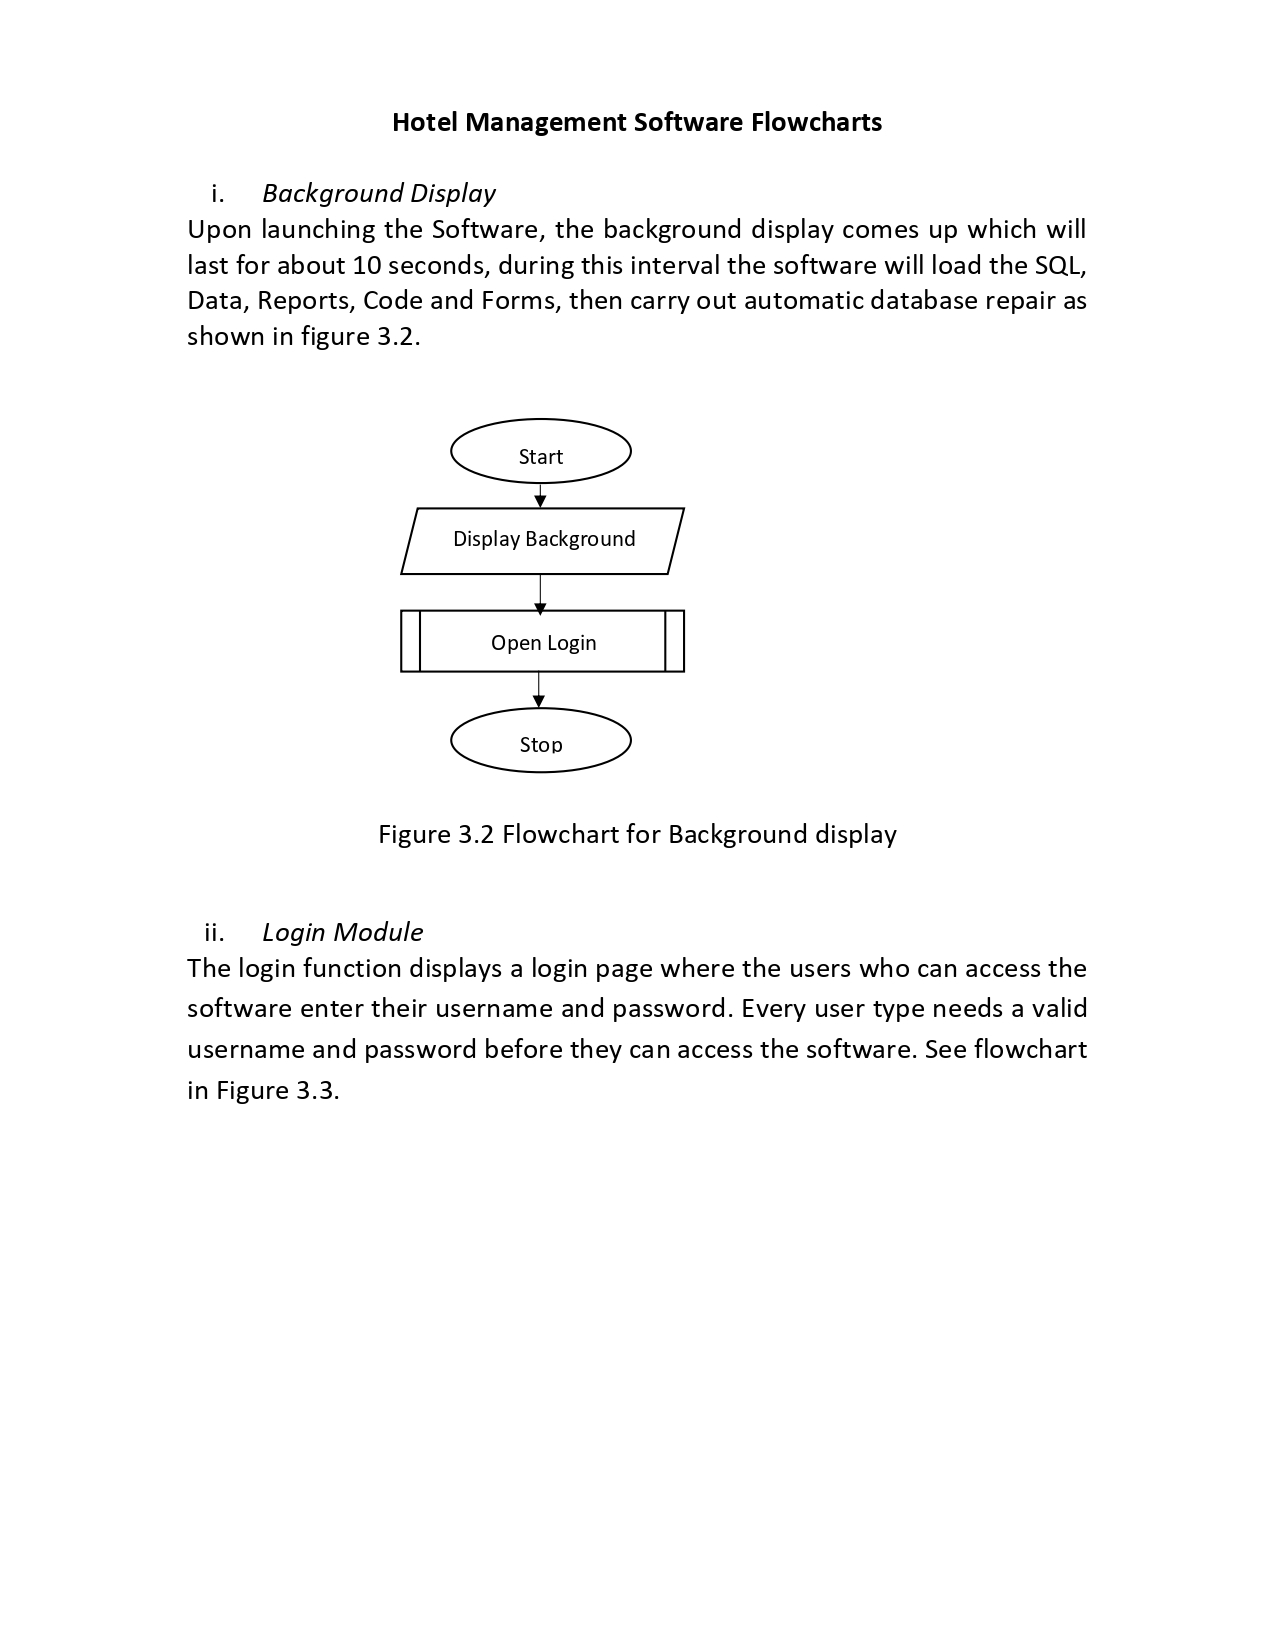 Hotel Management Software Flowcharts
i. Background Display
Upon launching the Software, the background display comes up which will
last for about 10 seconds, during this interval the software will load the SQL,
Data, Reports, Code and Forms, then carry out automatic database repair as
shown in figure 3.2.
Start
Display Background
Open Login
Stop
Figure 3.2 Flowchart for Background display
ii. Login Module
The login function displays a login page where the users who can access the
software enter their username and password. Every user type needs a valid
username and password before they can access the software. See flowchart
in Figure 3.3.